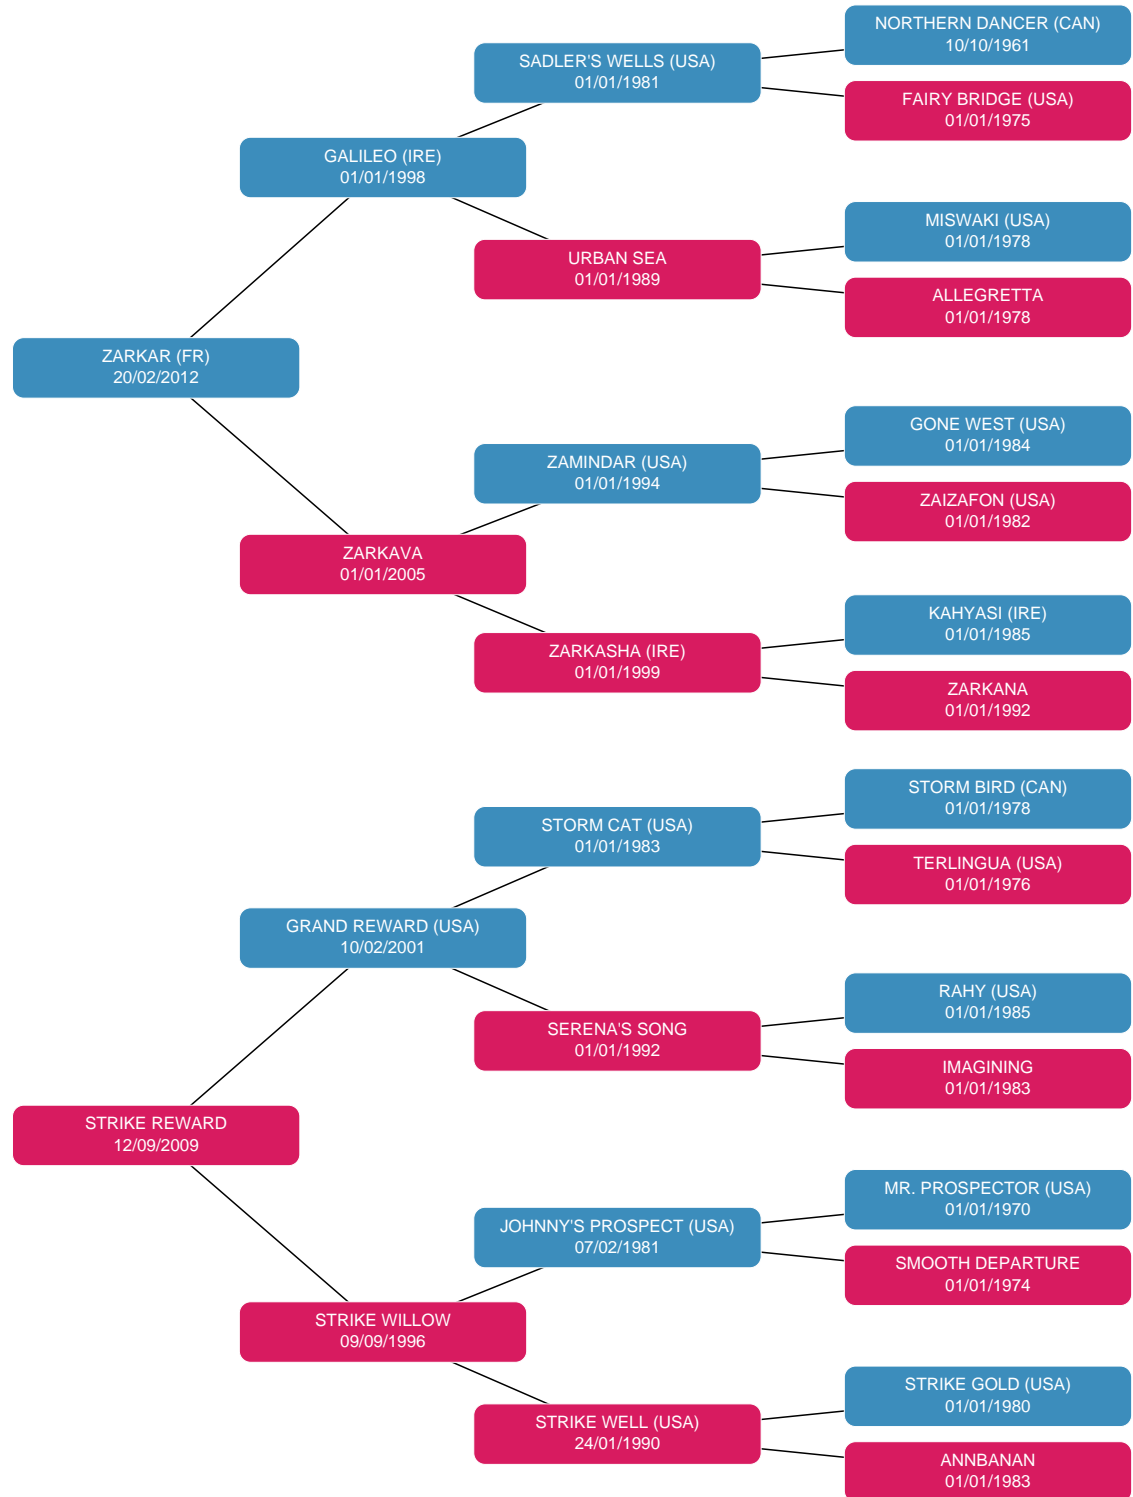 NORTHERN DANCER (CAN)
10/10/1961
SADLER'S WELLS (USA)
01/01/1981
FAIRY BRIDGE (USA)
01/01/1975
GALILEO (IRE)
01/01/1998
MISWAKI (USA)
01/01/1978
URBAN SEA
01/01/1989
ALLEGRETTA
01/01/1978
ZARKAR (FR)
20/02/2012
GONE WEST (USA)
01/01/1984
ZAMINDAR (USA)
01/01/1994
ZAIZAFON (USA)
01/01/1982
ZARKAVA
01/01/2005
KAHYASI (IRE)
01/01/1985
ZARKASHA (IRE)
01/01/1999
ZARKANA
01/01/1992
STORM BIRD (CAN)
01/01/1978
STORM CAT (USA)
01/01/1983
TERLINGUA (USA)
01/01/1976
GRAND REWARD (USA)
10/02/2001
RAHY (USA)
01/01/1985
SERENA'S SONG
01/01/1992
IMAGINING
01/01/1983
STRIKE REWARD
12/09/2009
MR. PROSPECTOR (USA)
01/01/1970
JOHNNY'S PROSPECT (USA)
07/02/1981
SMOOTH DEPARTURE
01/01/1974
STRIKE WILLOW
09/09/1996
STRIKE GOLD (USA)
01/01/1980
STRIKE WELL (USA)
24/01/1990
ANNBANAN
01/01/1983